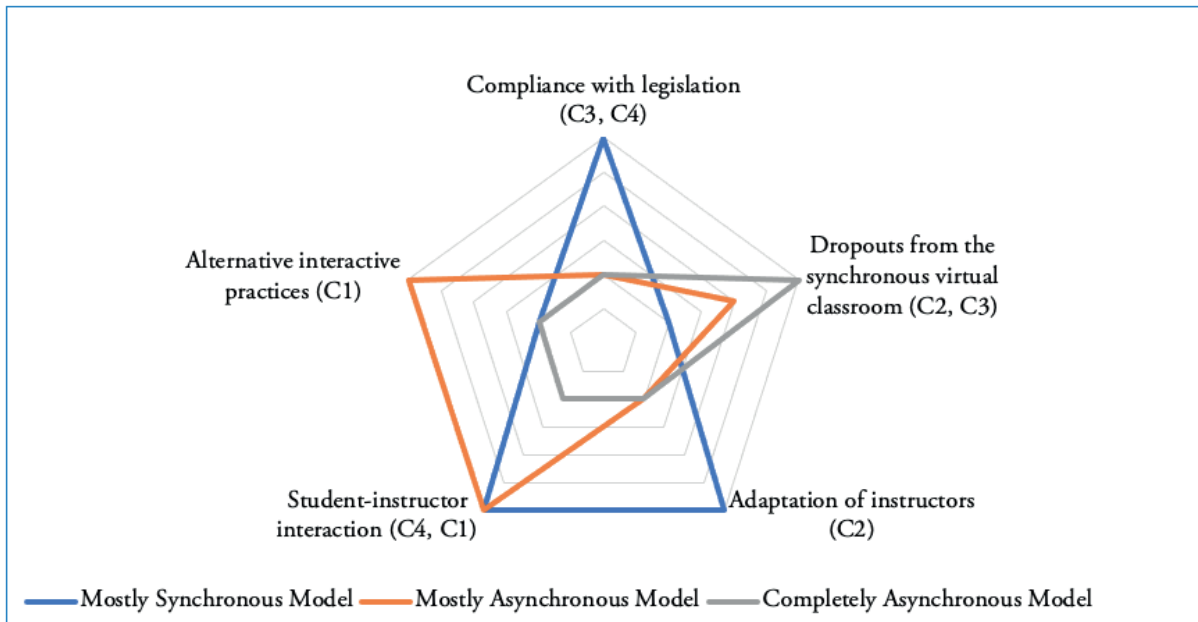 Compliance with legislation
(C3, C4)
Dropouts from the
synchronous virtual
classroom (C2, C3)
Alternative interactive
practices (C1)
Student-instructor
interaction (C4, C1)
Adaptation of instructors
(C2)
Mostly Synchronous Model
Mostly Asynchronous Model
Completely Asynchronous Model